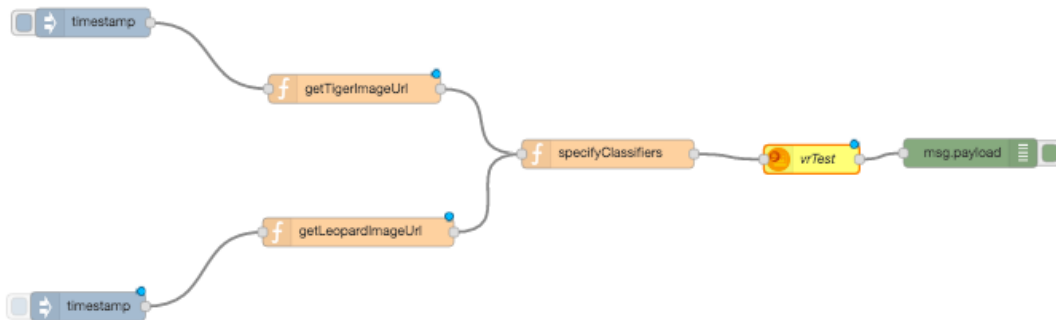 timestamp
getTigerImageUrl
specifyClassifiers
vrTest
msg.payload
getLeopardImageUrl
timestamp